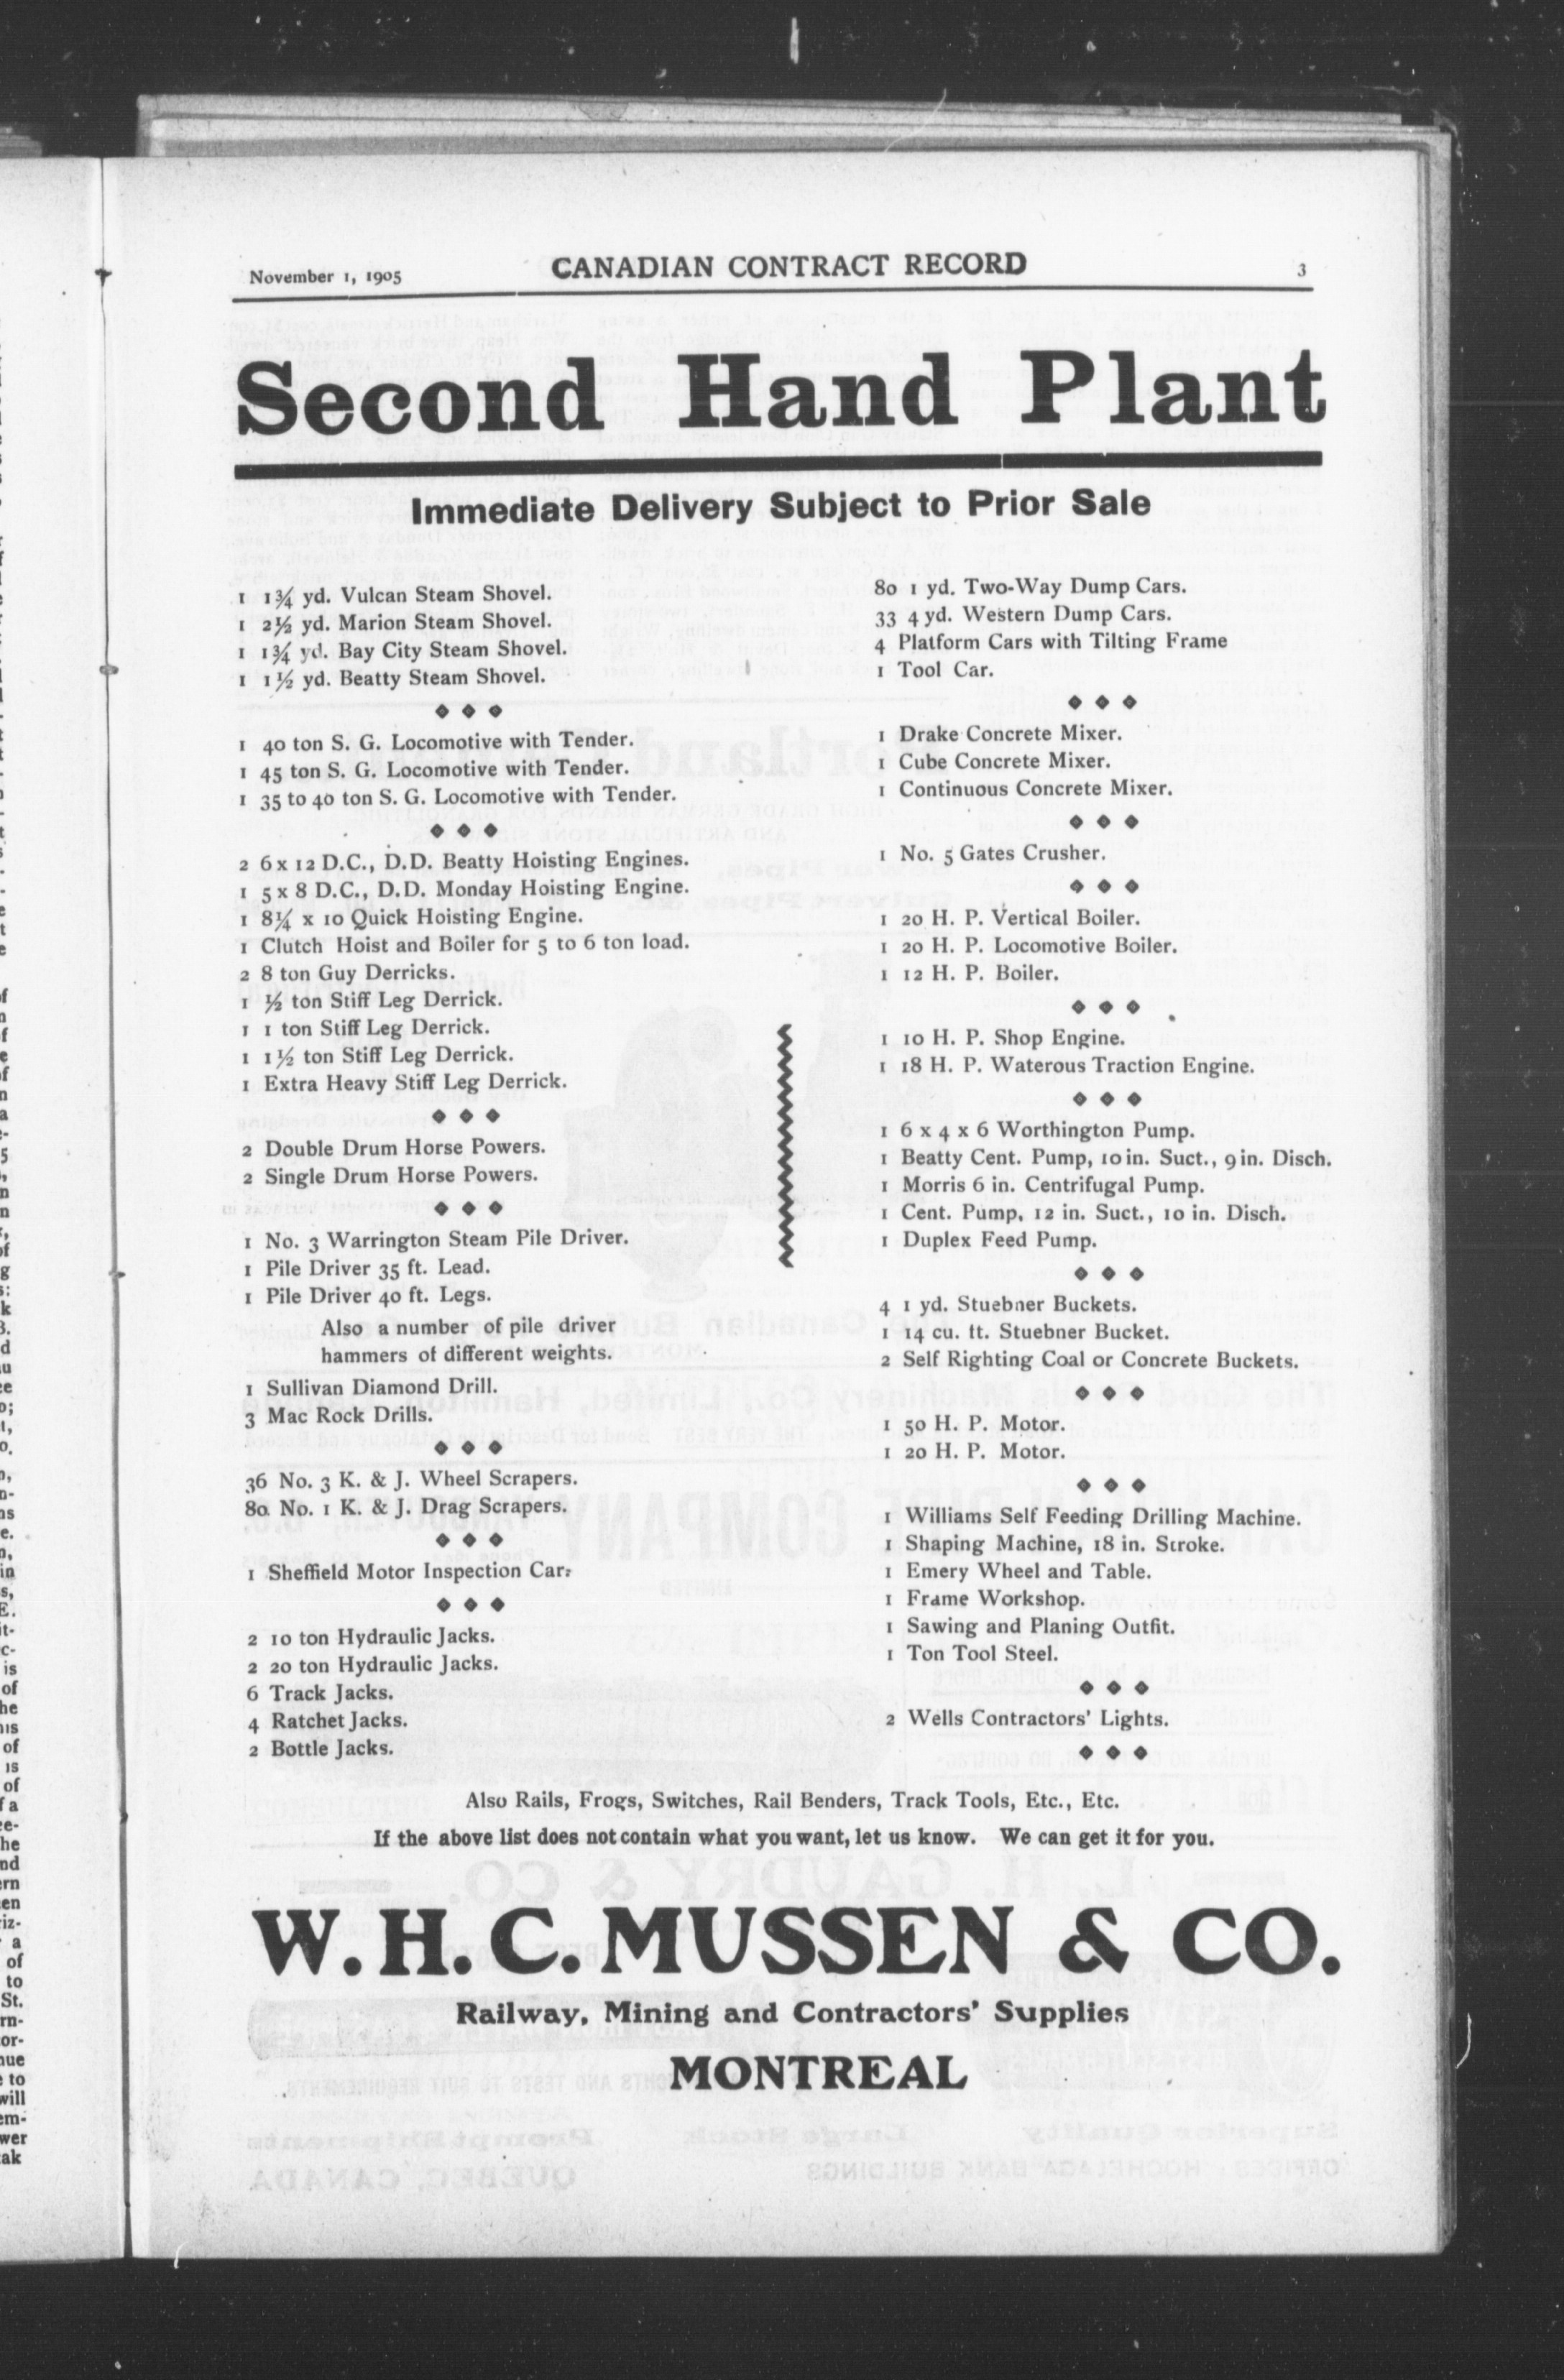 November 1, 1905
CANADIAN CONTRACT RECORD
3
Second Hand Plant
Immediate Delivery Subject to Prior Sale
1 1¾ yd. Vulcan Steam Shovel.
1 2½ yd. Marion Steam Shovel.
1 1¾ yd. Bay City Steam Shovel.
1 1½ yd. Beatty Steam Shovel.
◆ ◆ ◆
1 40 ton S. G. Locomotive with Tender.
1 45 ton S. G. Locomotive with Tender.
1 35 to 40 ton S. G. Locomotive with Tender.
◆ ◆ ◆
2 6 x 12 D.C., D.D. Beatty Hoisting Engines.
1 5 x 8 D.C., D.D. Monday Hoisting Engine.
1 8¼ x 10 Quick Hoisting Engine.
1 Clutch Hoist and Boiler for 5 to 6 ton load.
2 8 ton Guy Derricks.
1 ½ ton Stiff Leg Derrick.
1 1 ton Stiff Leg Derrick.
1 1½ ton Stiff Leg Derrick.
1 Extra Heavy Stiff Leg Derrick.
◆ ◆ ◆
2 Double Drum Horse Powers.
2 Single Drum Horse Powers.
◆ ◆ ◆
1 No. 3 Warrington Steam Pile Driver.
1 Pile Driver 35 ft. Lead.
1 Pile Driver 40 ft. Legs.
Also a number of pile driver
hammers of different weights.
1 Sullivan Diamond Drill.
3 Mac Rock Drills.
◆ ◆ ◆
36 No. 3 K. & J. Wheel Scrapers.
80 No. 1 K. & J. Drag Scrapers.
◆ ◆ ◆
1 Sheffield Motor Inspection Car.
◆ ◆ ◆
2 10 ton Hydraulic Jacks.
2 20 ton Hydraulic Jacks.
6 Track Jacks.
4 Ratchet Jacks.
2 Bottle Jacks.
80 1 yd. Two-Way Dump Cars.
33 4 yd. Western Dump Cars.
4 Platform Cars with Tilting Frame
1 Tool Car.
◆ ◆ ◆
1 Drake Concrete Mixer.
1 Cube Concrete Mixer.
1 Continuous Concrete Mixer.
◆ ◆ ◆
1 No. 5 Gates Crusher.
◆ ◆ ◆
1 20 H. P. Vertical Boiler.
1 20 H. P. Locomotive Boiler.
1 12 H. P. Boiler.
◆ ◆ ◆
1 10 H. P. Shop Engine.
1 18 H. P. Waterous Traction Engine.
◆ ◆ ◆
1 6 x 4 x 6 Worthington Pump.
1 Beatty Cent. Pump, 10 in. Suct., 9 in. Disch.
1 Morris 6 in. Centrifugal Pump.
1 Cent. Pump, 12 in. Suct., 10 in. Disch.
1 Duplex Feed Pump.
◆ ◆ ◆
4 1 yd. Stuebner Buckets.
1 14 cu. ft. Stuebner Bucket.
2 Self Righting Coal or Concrete Buckets.
◆ ◆ ◆
1 50 H. P. Motor.
1 20 H. P. Motor.
◆ ◆ ◆
1 Williams Self Feeding Drilling Machine.
1 Shaping Machine, 18 in. Stroke.
1 Emery Wheel and Table.
1 Frame Workshop.
1 Sawing and Planing Outfit.
1 Ton Tool Steel.
◆ ◆ ◆
2 Wells Contractors' Lights.
◆ ◆ ◆
Also Rails, Frogs, Switches, Rail Benders, Track Tools, Etc., Etc.
If the above list does not contain what you want, let us know. We can get it for you.
W. H. C. MUSSEN & CO.
Railway, Mining and Contractors' Supplies
MONTREAL